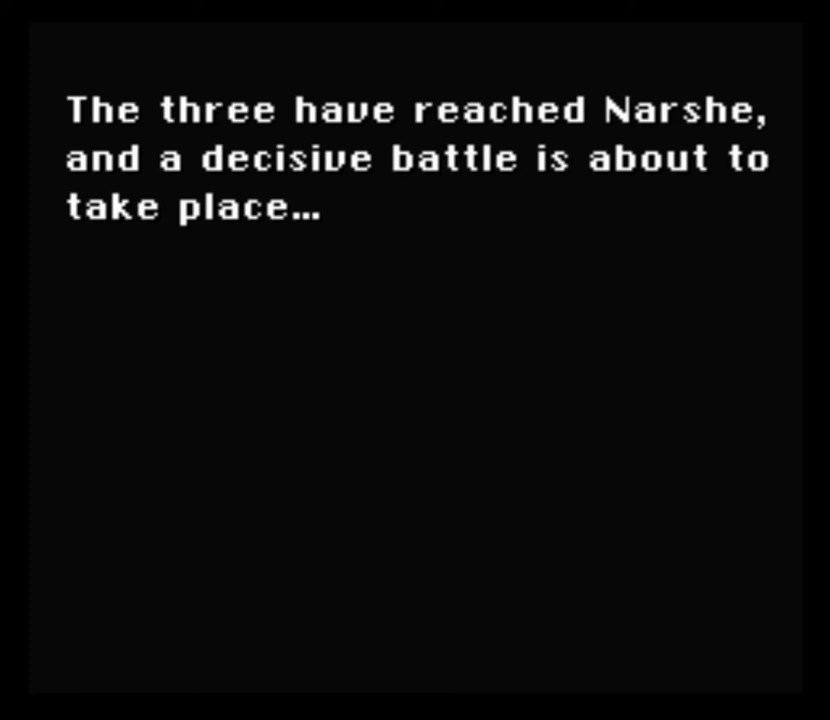 The three have reached Narshe,
and a decisive battle is about to
take place…